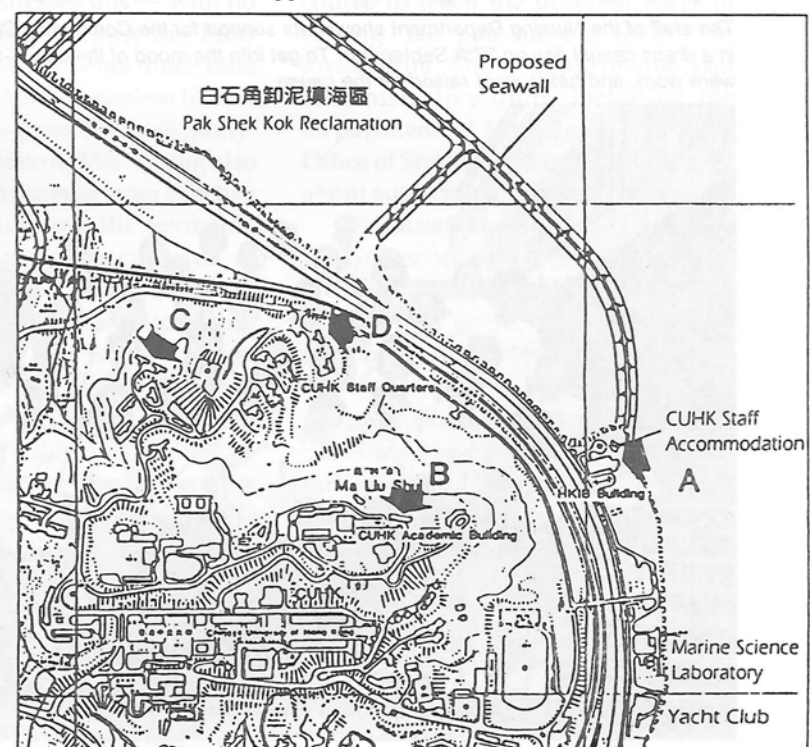 Proposed
Seawall
白石角卸泥填海區
Pak Shek Kok Reclamation
C
D
CUHK Staff Quarters
CUHK Staff
Accommodation
A
HKIB Building
B
Ma Liu Shui
CUHK Academic Building
CUHK
Marine Science
Laboratory
Yacht Club